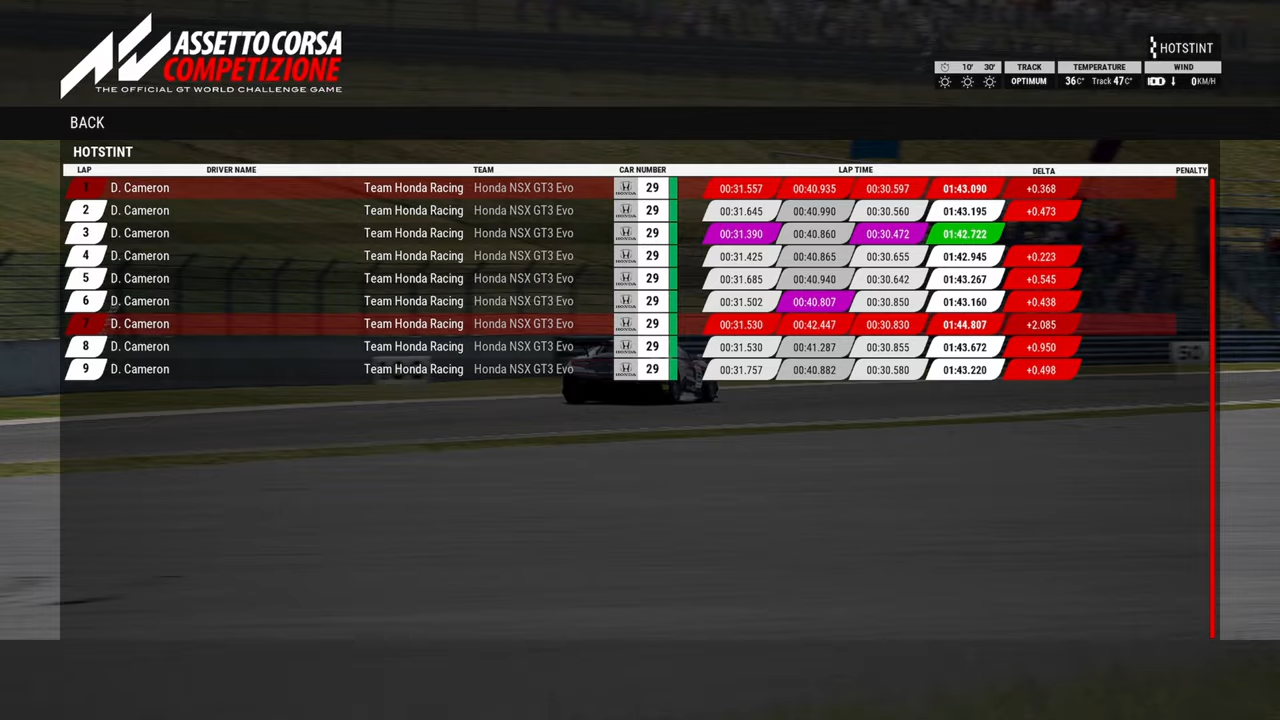 ASSETTO CORSA
COMPETIZIONE
THE OFFICIAL GT WORLD CHALLENGE GAME
HOTSTINT
10' 30' TRACK TEMPERATURE WIND
OPTIMUM 36C° Track 47C° 0KM/H
BACK
HOTSTINT
LAP DRIVER NAME TEAM CAR NUMBER LAP TIME DELTA PENALTY
1 D. Cameron Team Honda Racing Honda NSX GT3 Evo HONDA 29 00:31.557 00:40.935 00:30.597 01:43.090 +0.368
2 D. Cameron Team Honda Racing Honda NSX GT3 Evo HONDA 29 00:31.645 00:40.990 00:30.560 01:43.195 +0.473
3 D. Cameron Team Honda Racing Honda NSX GT3 Evo HONDA 29 00:31.390 00:40.860 00:30.472 01:42.722
4 D. Cameron Team Honda Racing Honda NSX GT3 Evo HONDA 29 00:31.425 00:40.865 00:30.655 01:42.945 +0.223
5 D. Cameron Team Honda Racing Honda NSX GT3 Evo HONDA 29 00:31.685 00:40.940 00:30.642 01:43.267 +0.545
6 D. Cameron Team Honda Racing Honda NSX GT3 Evo HONDA 29 00:31.502 00:40.807 00:30.850 01:43.160 +0.438
7 D. Cameron Team Honda Racing Honda NSX GT3 Evo HONDA 29 00:31.530 00:42.447 00:30.830 01:44.807 +2.085
8 D. Cameron Team Honda Racing Honda NSX GT3 Evo HONDA 29 00:31.530 00:41.287 00:30.855 01:43.672 +0.950
9 D. Cameron Team Honda Racing Honda NSX GT3 Evo HONDA 29 00:31.757 00:40.882 00:30.580 01:43.220 +0.498